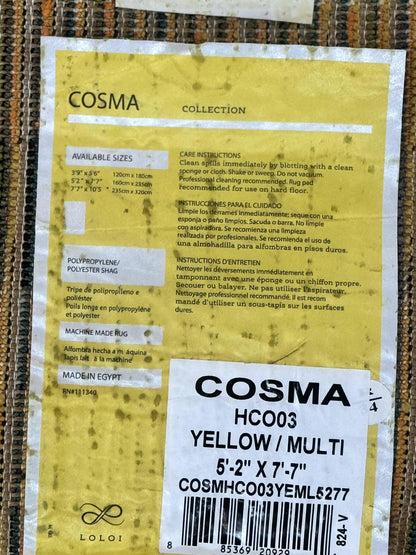 COSMA COLLECTION
AVAILABLE SIZES
3'9" x 5'6" 120cm x 180cm
5'2" x 7'7" 160cm x 235cm
7'7" x 10'5" 235cm x 320cm
POLYPROPYLENE/
POLYESTER SHAG
Tripe de polipropileno e
poliéster
Poils longs en polypropylène
et polyester
MACHINE MADE RUG
Alfombra hecha a m áquina
Tapis fait à la machine
MADE IN EGYPT
RN#111340
CARE INSTRUCTIONS
Clean spills immediately by blotting with a clean
sponge or cloth. Shake or sweep. Do not vacuum.
Professional cleaning recommended. Rug pad
recommended for use on hard floor.
INSTRUCCIONES PARA EL CUIDADO
Limpie los derrames inmediatamente; seque con una
esponja o paño limpios. Sacuda o barra. No limpie
con aspiradora. Se recomienda una limpieza
realizada por profesionales. Se recomienda el uso de
una almohadilla para alfombras en pisos duros.
INSTRUCTIONS D'ENTRETIEN
Nettoyer les déversements immédiatement en
tamponnant avec une éponge ou un chiffon propre.
Secouer ou balayer. Ne pas utiliser l'aspirateur.
Nettoyage professionnel recommandé. Il est recom
mandé d'utiliser un sous-tapis sur les surfaces
dures.
COSMA
HCO03
YELLOW / MULTI
5'-2" X 7'-7"
COSMHCO03YEML5277
824-V
8
LOLOI